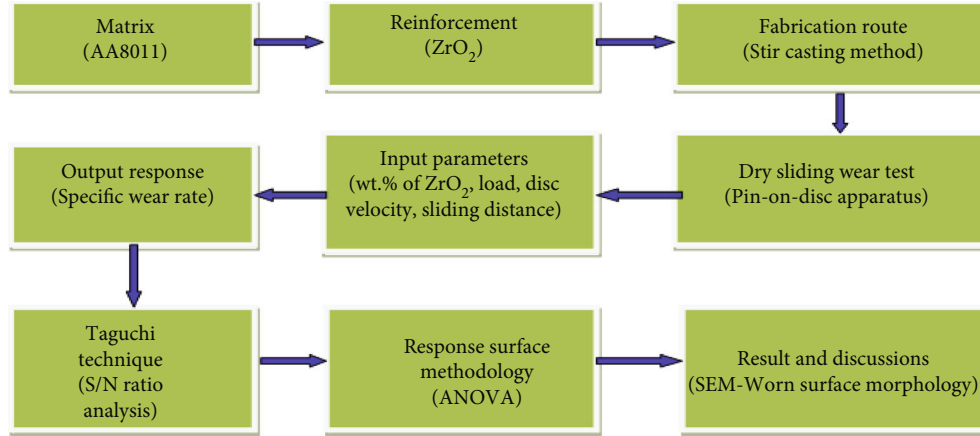 Matrix
(AA8011)
Reinforcement
(ZrO₂)
Fabrication route
(Stir casting method)
Output response
(Specific wear rate)
Input parameters
(wt.% of ZrO₂, load, disc
velocity, sliding distance)
Dry sliding wear test
(Pin-on-disc apparatus)
Taguchi
technique
(S/N ratio
analysis)
Response surface
methodology
(ANOVA)
Result and discussions
(SEM-Worn surface morphology)